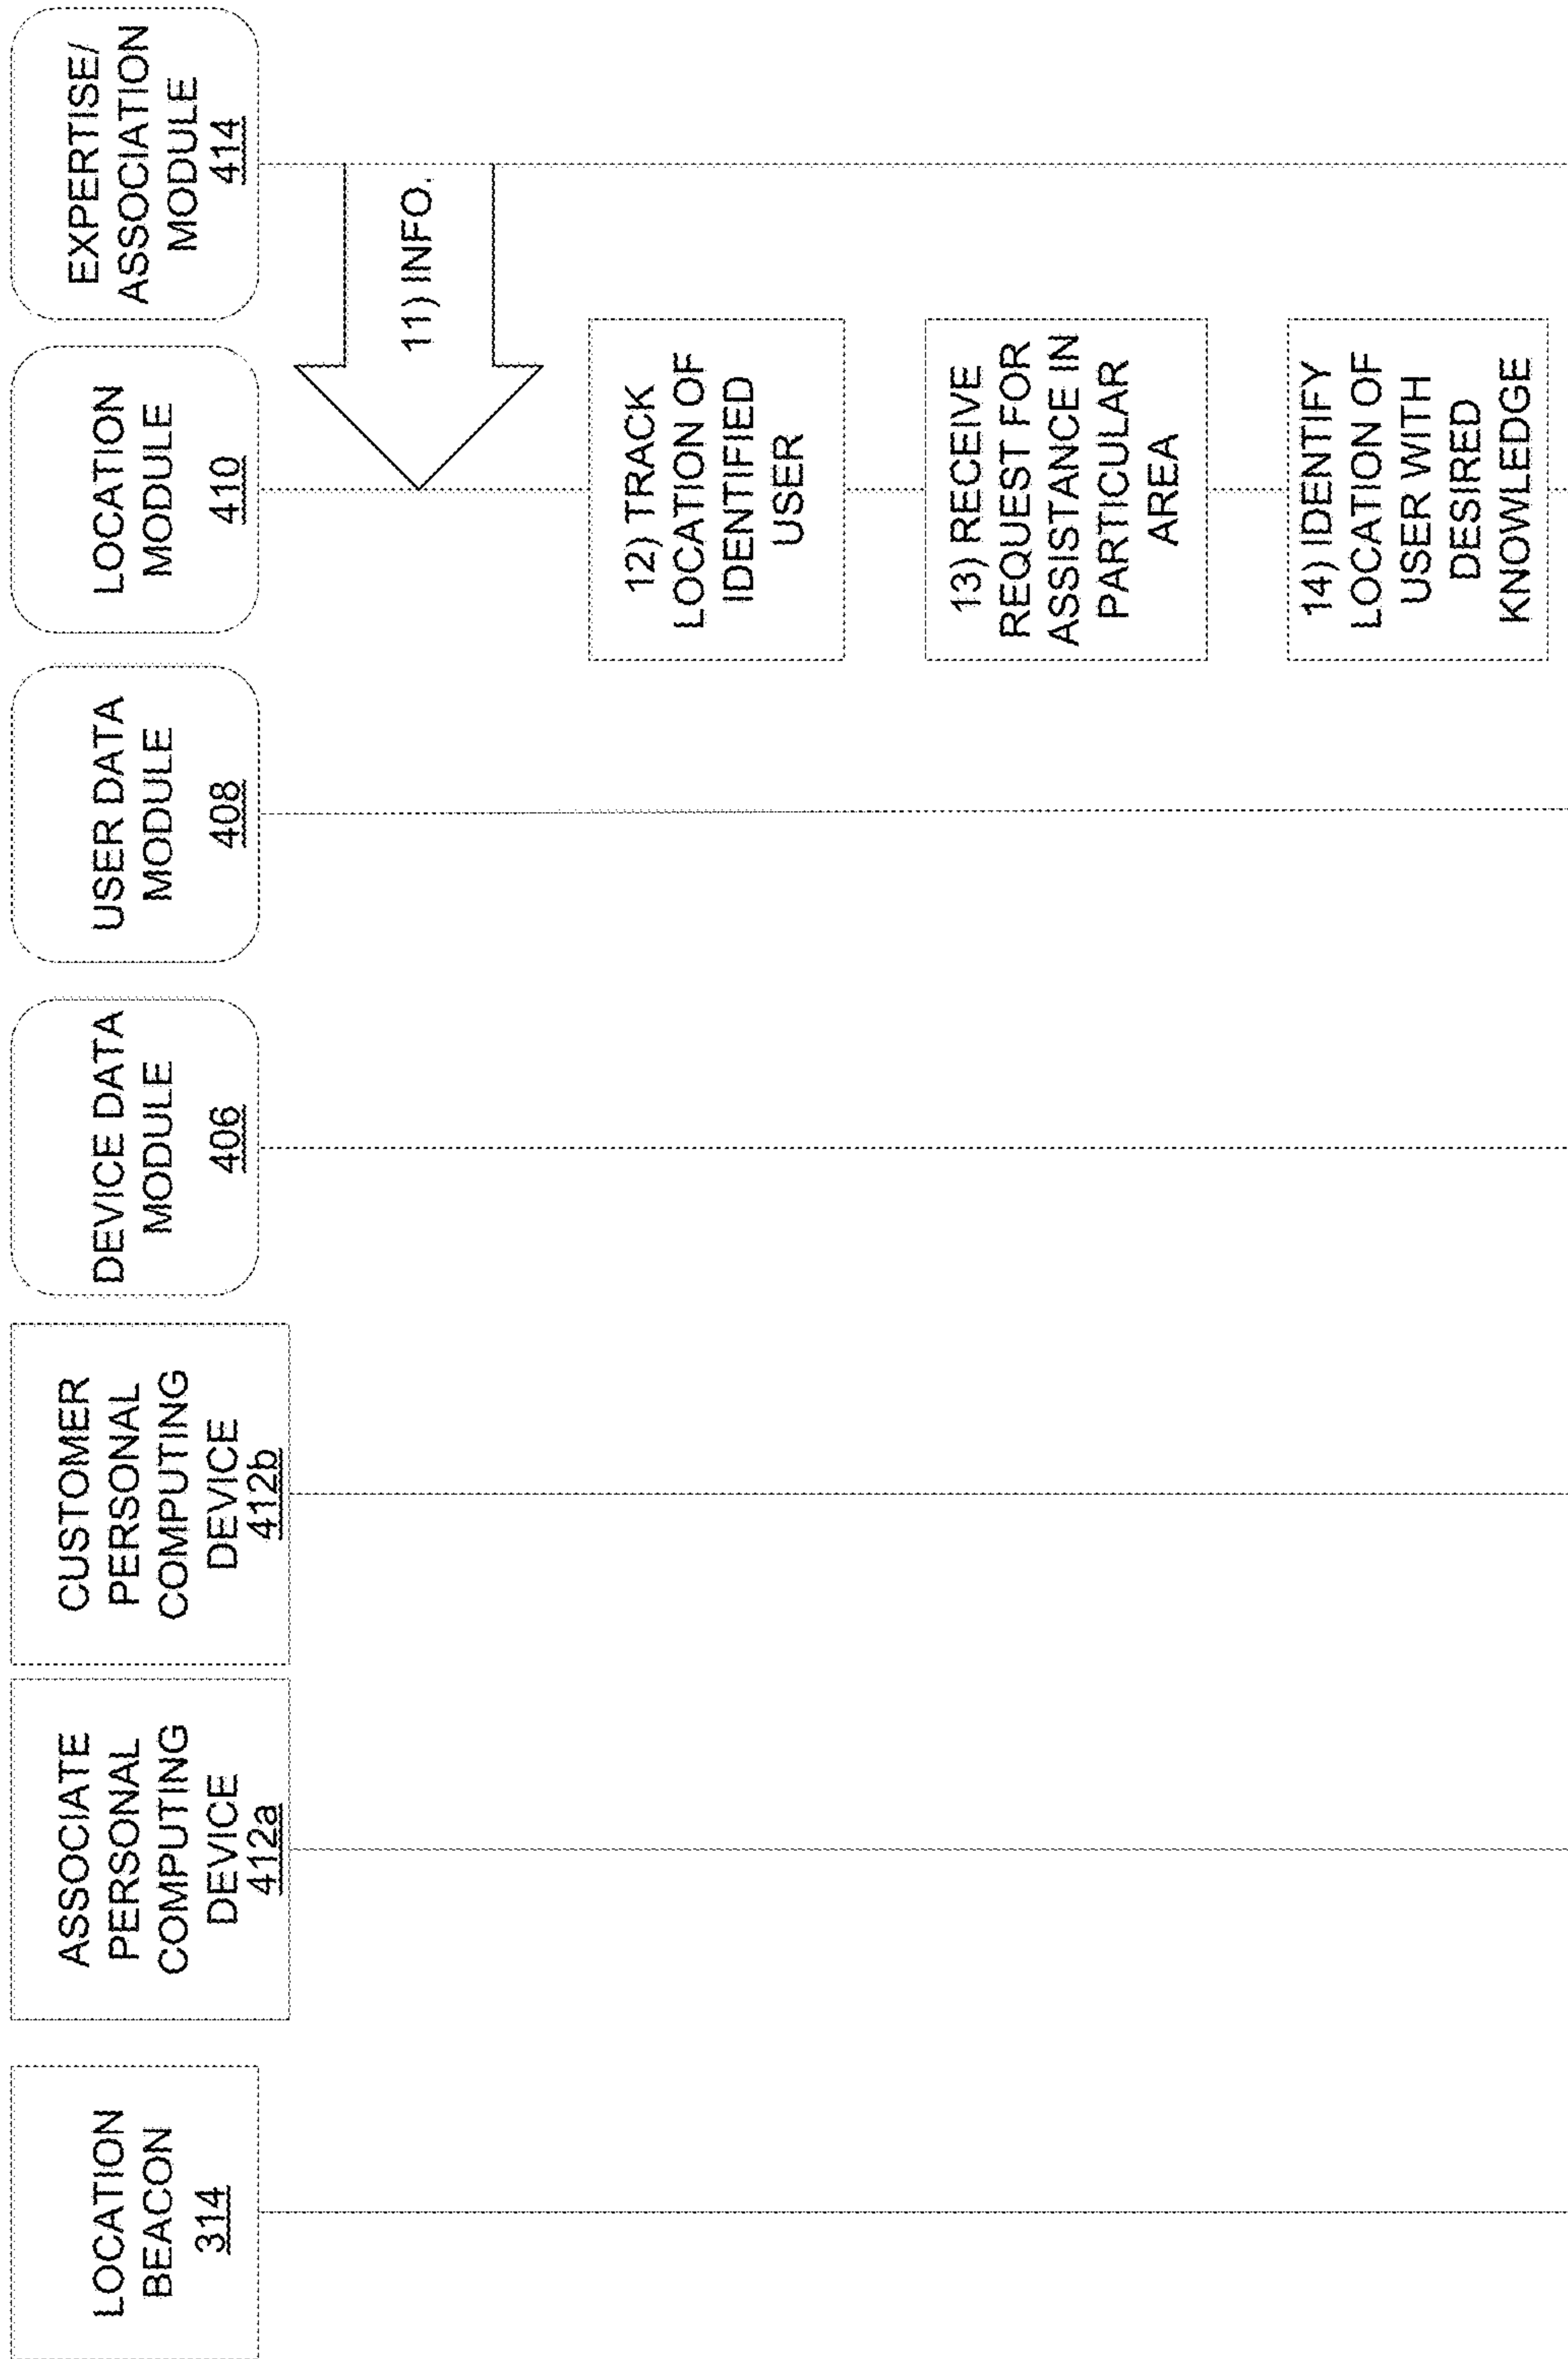 LOCATION
BEACON
314
ASSOCIATE
PERSONAL
COMPUTING
DEVICE
412a
CUSTOMER
PERSONAL
COMPUTING
DEVICE
412b
DEVICE DATA
MODULE
406
USER DATA
MODULE
408
LOCATION
MODULE
410
EXPERTISE/
ASSOCIATION
MODULE
414
11) INFO.
12) TRACK
LOCATION OF
IDENTIFIED
USER
13) RECEIVE
REQUEST FOR
ASSISTANCE IN
PARTICULAR
AREA
14) IDENTIFY
LOCATION OF
USER WITH
DESIRED
KNOWLEDGE